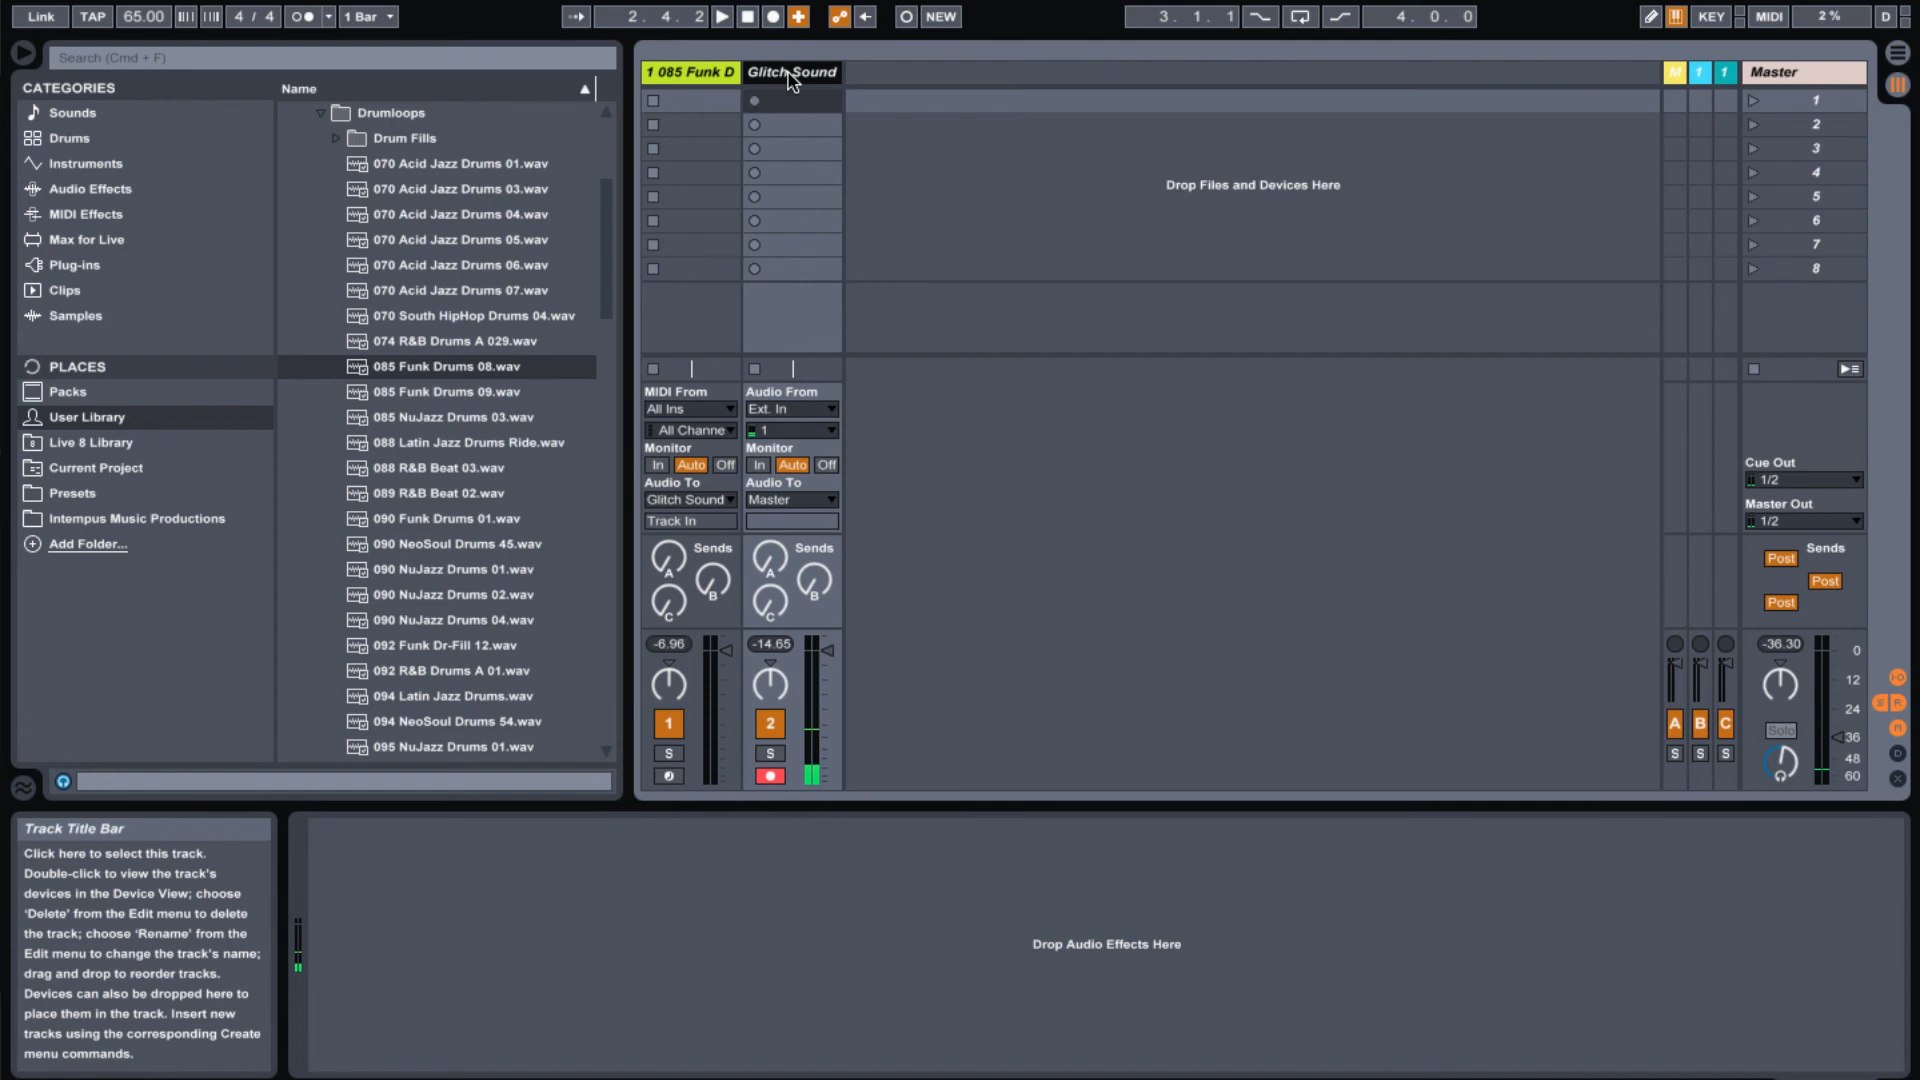 Link TAP 65.00 4 / 4 1 Bar 2. 4. 2 NEW 3. 1. 1 4. 0. 0 KEY MIDI 2 % D
Search (Cmd + F)
CATEGORIES
Sounds
Drums
Instruments
Audio Effects
MIDI Effects
Max for Live
Plug-ins
Clips
Samples
PLACES
Packs
User Library
Live 8 Library
Current Project
Presets
Intempus Music Productions
Add Folder...
Name
Drumloops
Drum Fills
070 Acid Jazz Drums 01.wav
070 Acid Jazz Drums 03.wav
070 Acid Jazz Drums 04.wav
070 Acid Jazz Drums 05.wav
070 Acid Jazz Drums 06.wav
070 Acid Jazz Drums 07.wav
070 South HipHop Drums 04.wav
074 R&B Drums A 029.wav
085 Funk Drums 08.wav
085 Funk Drums 09.wav
085 NuJazz Drums 03.wav
088 Latin Jazz Drums Ride.wav
088 R&B Beat 03.wav
089 R&B Beat 02.wav
090 Funk Drums 01.wav
090 NeoSoul Drums 45.wav
090 NuJazz Drums 01.wav
090 NuJazz Drums 02.wav
090 NuJazz Drums 04.wav
092 Funk Dr-Fill 12.wav
092 R&B Drums A 01.wav
094 Latin Jazz Drums.wav
094 NeoSoul Drums 54.wav
095 NuJazz Drums 01.wav
1 085 Funk D Glitch Sound M 1 1 Master
1
2
3
4
5
6
7
8
Drop Files and Devices Here
MIDI From Audio From
All Ins Ext. In
All Channe 1
Monitor Monitor
In Auto Off In Auto Off
Audio To Audio To
Glitch Sound Master
Track In
Cue Out
1/2
Master Out
1/2
Sends Sends Sends
A B C A B C
Post
Post
Post
-6.96 -14.65 -36.30
1 2 A B C Solo
S S S S S
0
12
24
36
48
60
I-O
S R
M
D
X
Track Title Bar
Click here to select this track.
Double-click to view the track's
devices in the Device View; choose
'Delete' from the Edit menu to delete
the track; choose 'Rename' from the
Edit menu to change the track's name;
drag and drop to reorder tracks.
Devices can also be dropped here to
place them in the track. Insert new
tracks using the corresponding Create
menu commands.
Drop Audio Effects Here